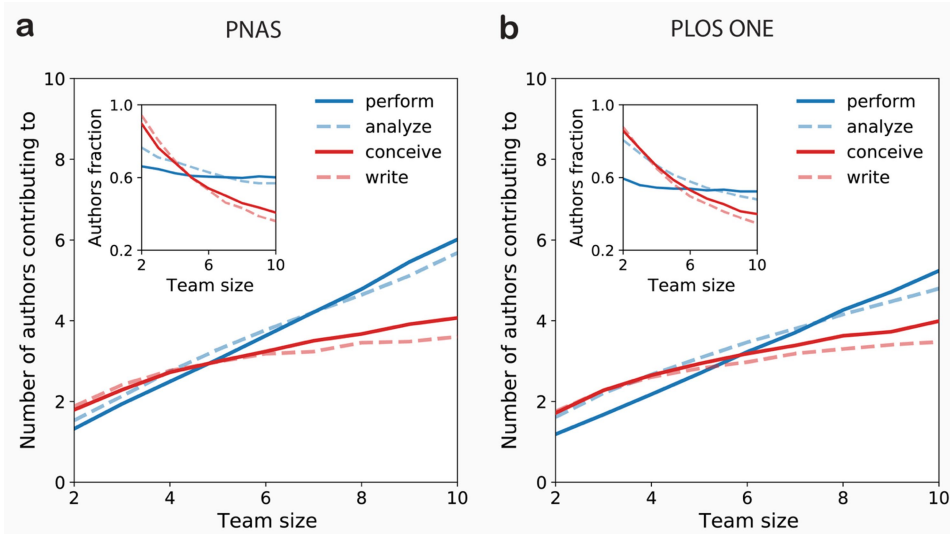 a
PNAS
10
8
6
4
2
0
2
4
6
8
10
Number of authors contributing to
Team size
1.0
0.6
0.2
2
6
10
Authors fraction
Team size
perform
analyze
conceive
write
b
PLOS ONE
10
8
6
4
2
0
2
4
6
8
10
Number of authors contributing to
Team size
1.0
0.6
0.2
2
6
10
Authors fraction
Team size
perform
analyze
conceive
write